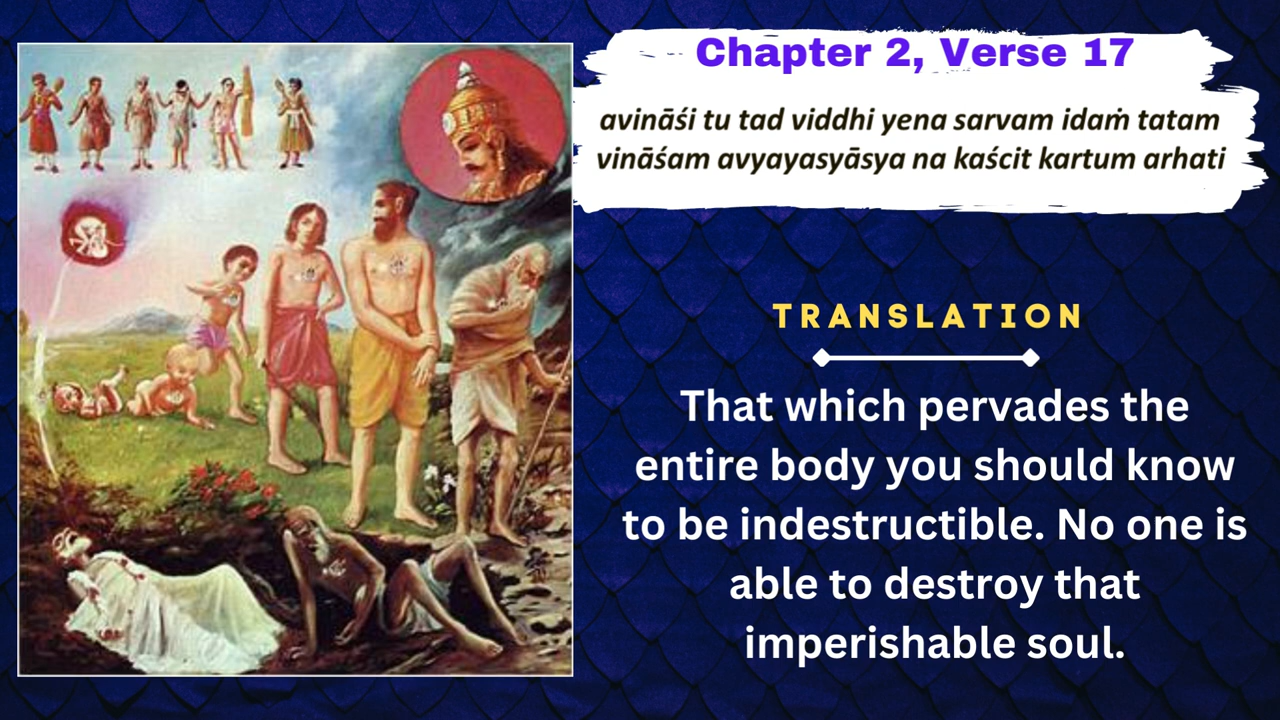 Chapter 2, Verse 17
avināśi tu tad viddhi yena sarvam idaṁ tatam
vināśam avyayasyāsya na kaścit kartum arhati
TRANSLATION
That which pervades the
entire body you should know
to be indestructible. No one is
able to destroy that
imperishable soul.